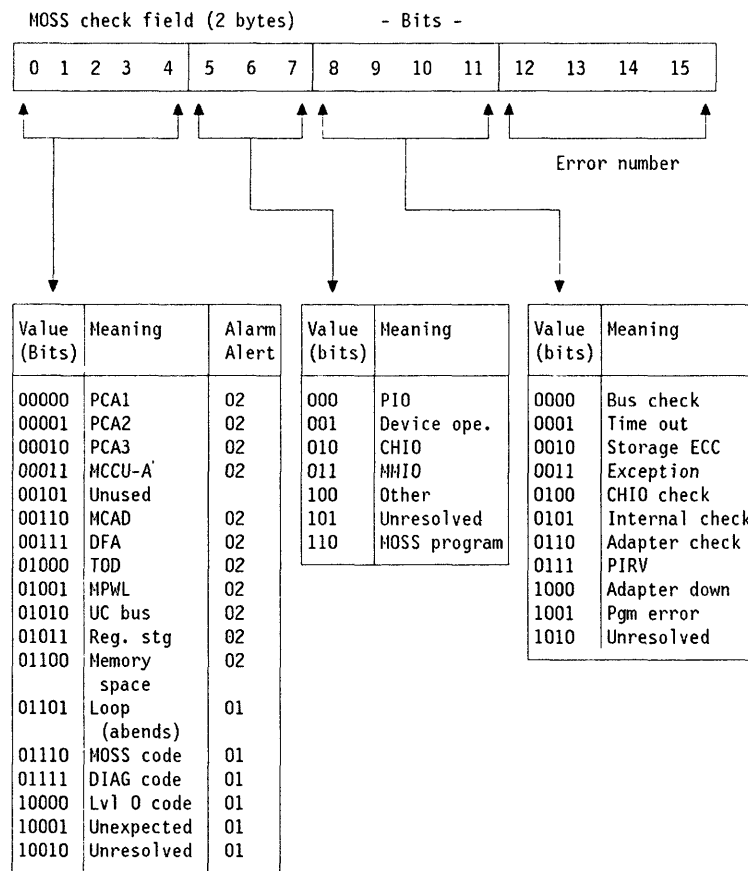 MOSS check field (2 bytes) - Bits -
0 1 2 3 4 5 6 7 8 9 10 11 12 13 14 15
Error number
Value Meaning Alarm
(Bits) Alert
00000 PCA1 02
00001 PCA2 02
00010 PCA3 02
00011 MCCU-A 02
00101 Unused
00110 MCAD 02
00111 DFA 02
01000 TOD 02
01001 MPWL 02
01010 UC bus 02
01011 Reg. stg 02
01100 Memory 02
space
01101 Loop 01
(abends)
01110 MOSS code 01
01111 DIAG code 01
10000 Lvl 0 code 01
10001 Unexpected 01
10010 Unresolved 01
Value Meaning
(bits)
000 PIO
001 Device ope.
010 CHIO
011 MMIO
100 Other
101 Unresolved
110 MOSS program
Value Meaning
(bits)
0000 Bus check
0001 Time out
0010 Storage ECC
0011 Exception
0100 CHIO check
0101 Internal check
0110 Adapter check
0111 PIRV
1000 Adapter down
1001 Pgm error
1010 Unresolved